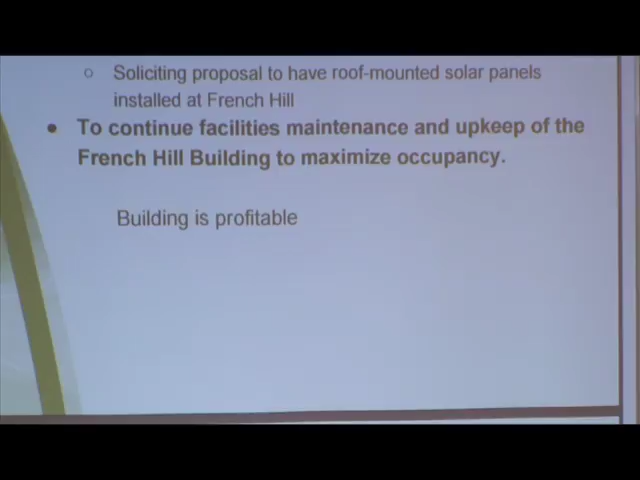 ○ Soliciting proposal to have roof-mounted solar panels
installed at French Hill
● To continue facilities maintenance and upkeep of the
French Hill Building to maximize occupancy.
Building is profitable